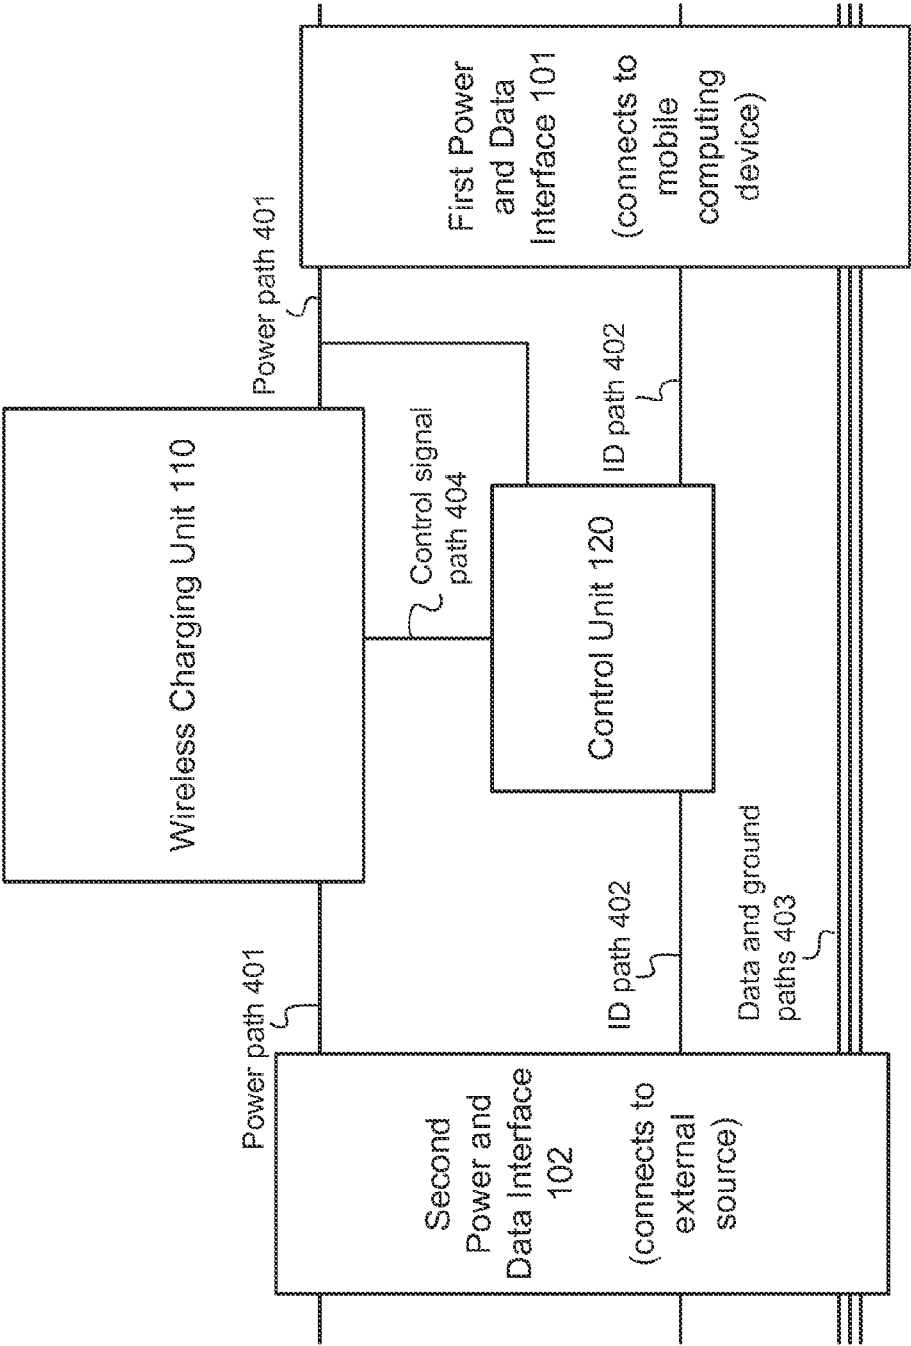 Wireless Charging Unit 110
Power path 401
Power path 401
Control signal
path 404
Second
Power and
Data Interface
102
(connects to
external
source)
Control Unit 120
First Power
and Data
Interface 101
(connects to
mobile
computing
device)
ID path 402
ID path 402
Data and ground
paths 403